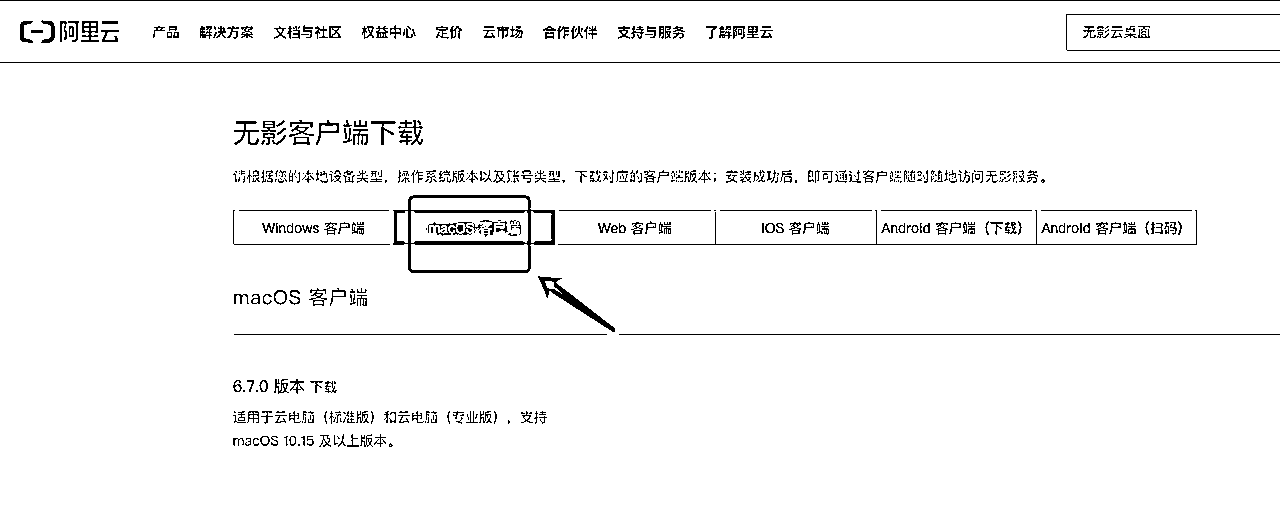 阿里云 产品 解决方案 文档与社区 权益中心 定价 云市场 合作伙伴 支持与服务 了解阿里云 无影云桌面
无影客户端下载
请根据您的本地设备类型，操作系统版本以及账号类型，下载对应的客户端版本；安装成功后，即可通过客户端随时随地访问无影服务。
Windows 客户端 macOS 客户端 Web 客户端 iOS 客户端 Android 客户端（下载） Android 客户端（扫码）
macOS 客户端
6.7.0 版本 下载
适用于云电脑（标准版）和云电脑（专业版），支持
macOS 10.15 及以上版本。